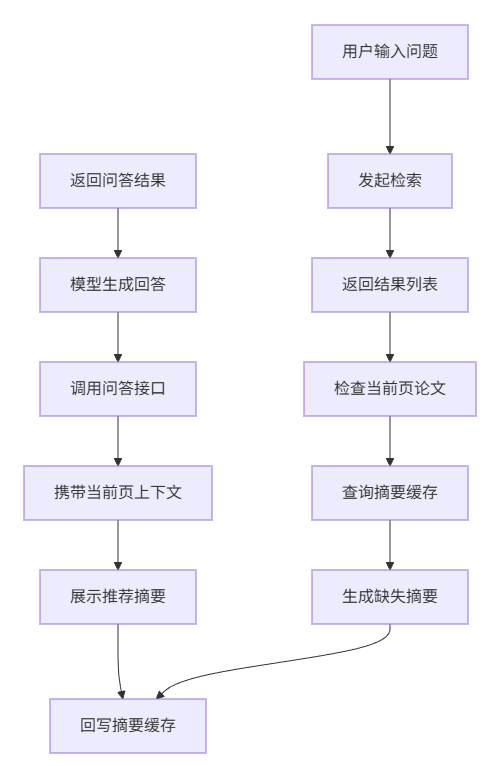 用户输入问题
返回问答结果
发起检索
模型生成回答
返回结果列表
调用问答接口
检查当前页论文
携带当前页上下文
查询摘要缓存
展示推荐摘要
生成缺失摘要
回写摘要缓存